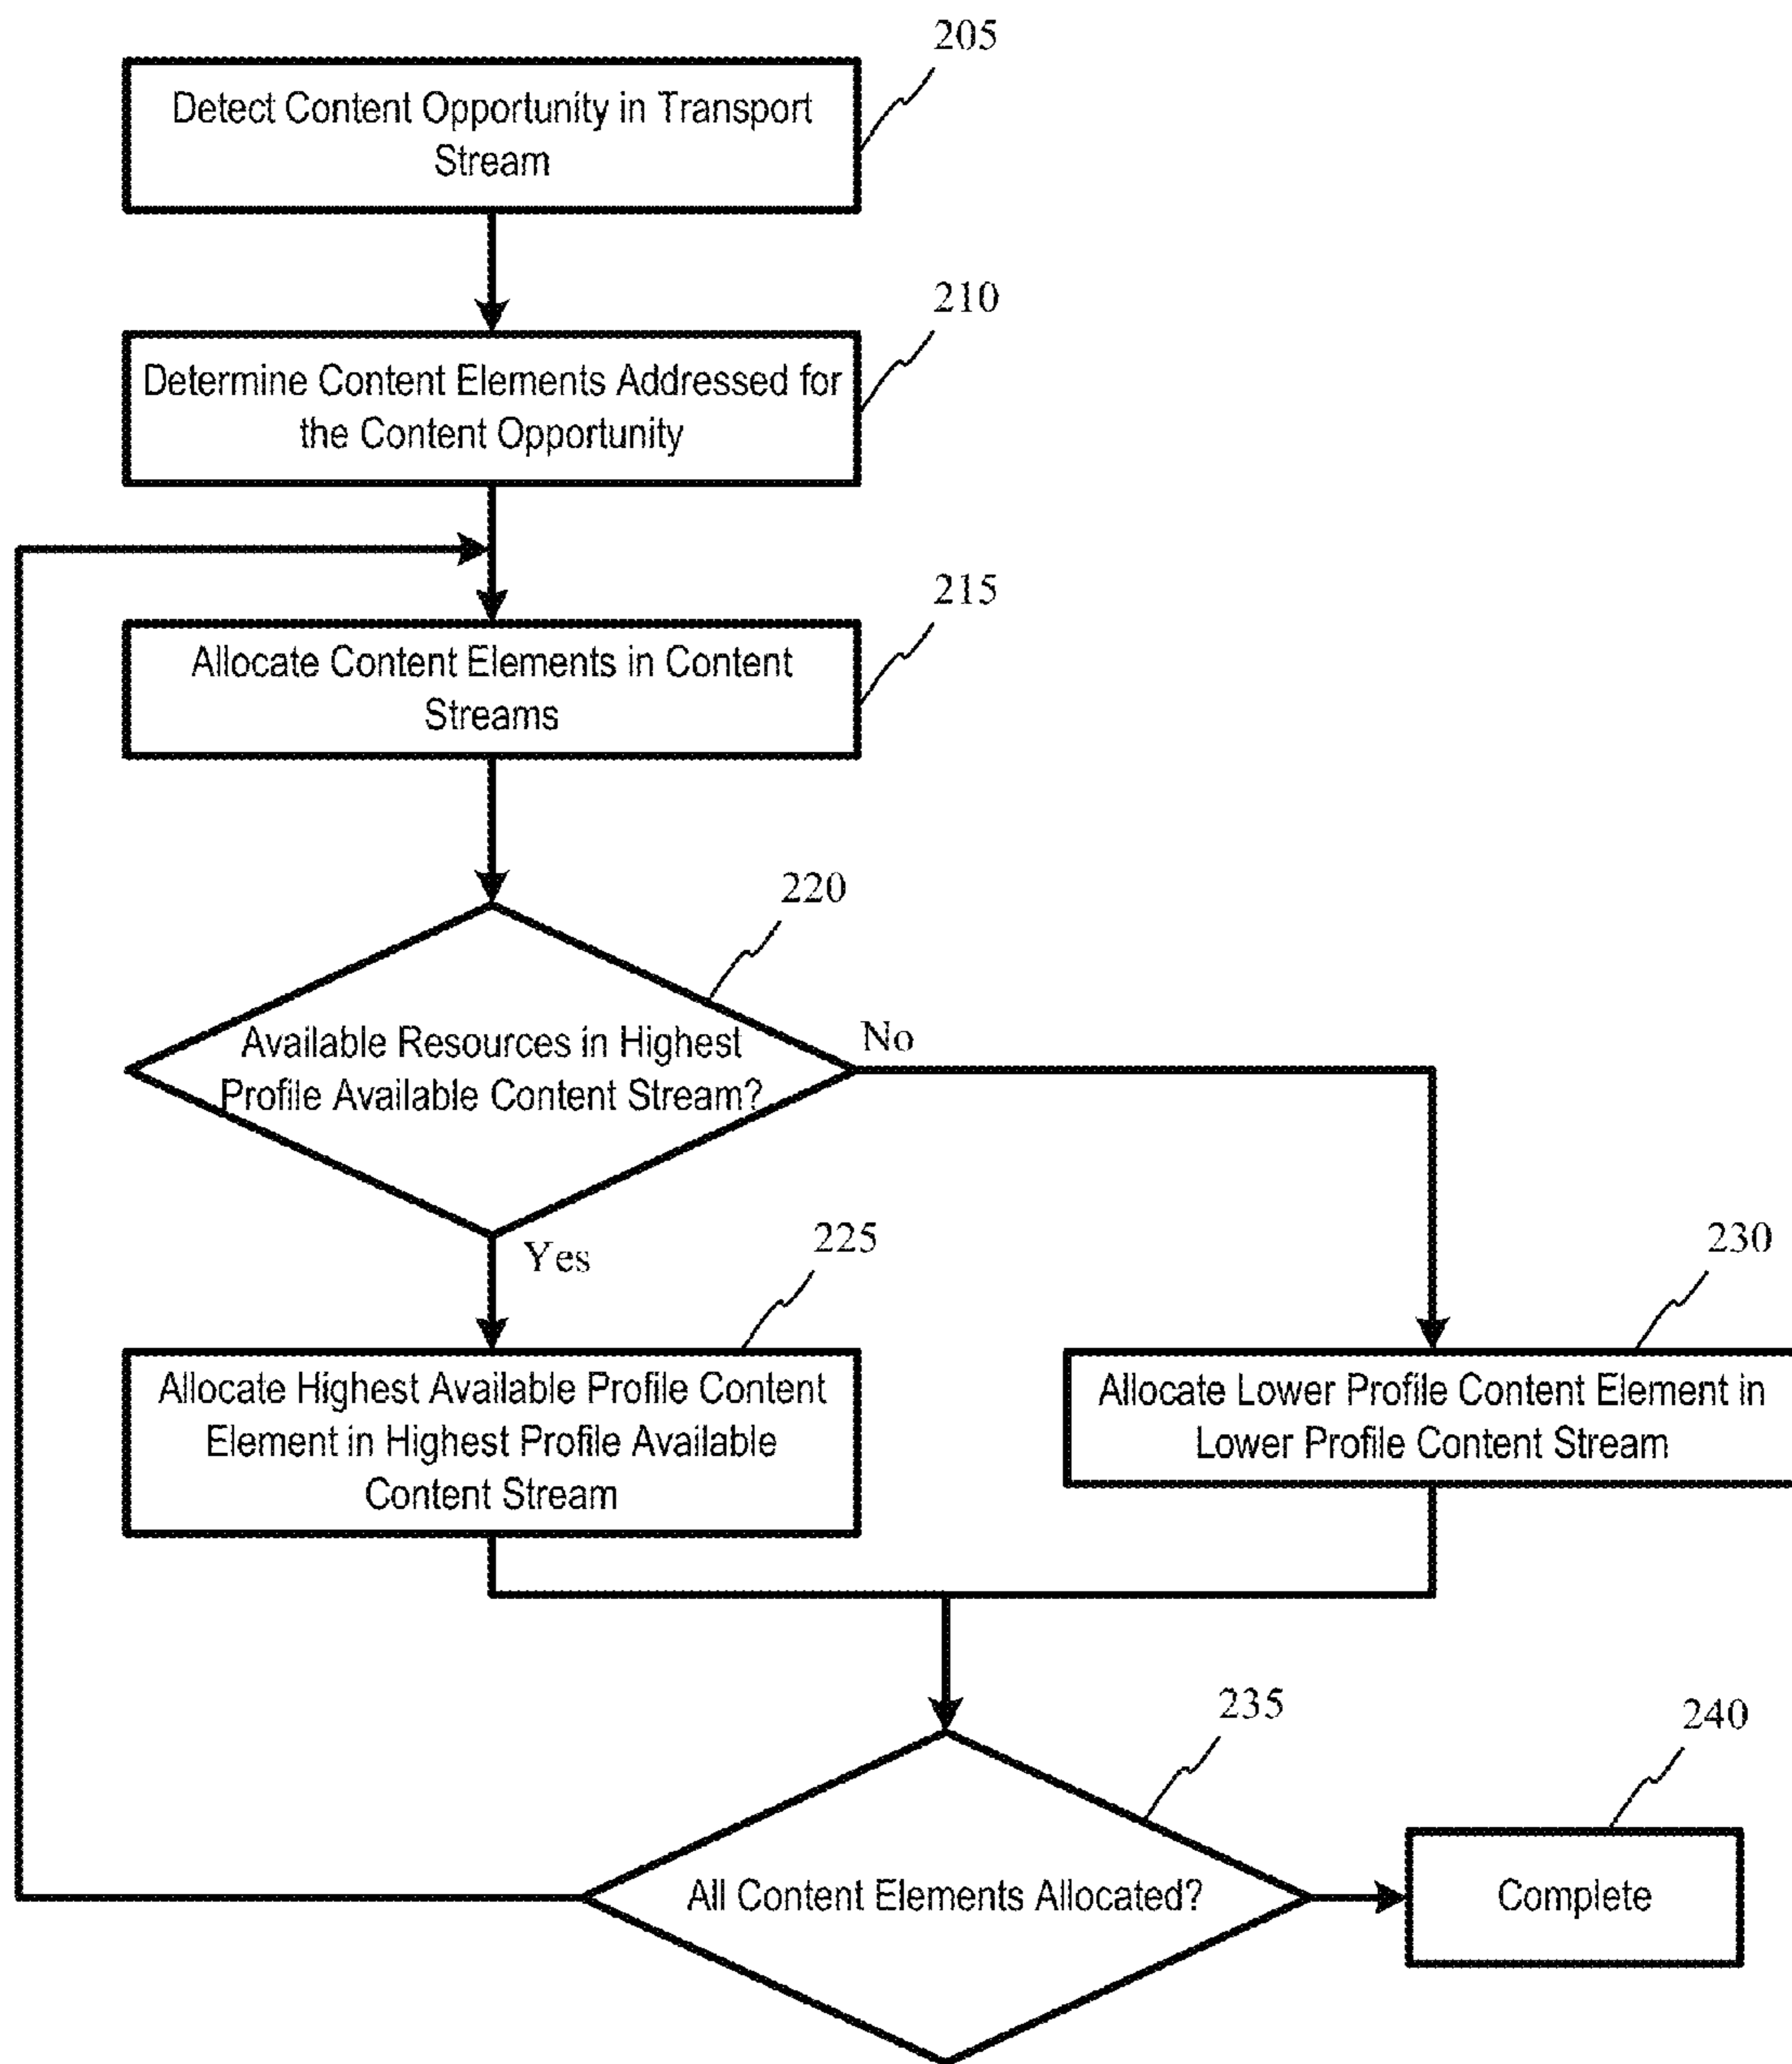 205
Detect Content Opportunity in Transport
Stream
210
Determine Content Elements Addressed for
the Content Opportunity
215
Allocate Content Elements in Content
Streams
220
Available Resources in Highest
Profile Available Content Stream?
No
Yes
225
Allocate Highest Available Profile Content
Element in Highest Profile Available
Content Stream
230
Allocate Lower Profile Content Element in
Lower Profile Content Stream
235
All Content Elements Allocated?
240
Complete